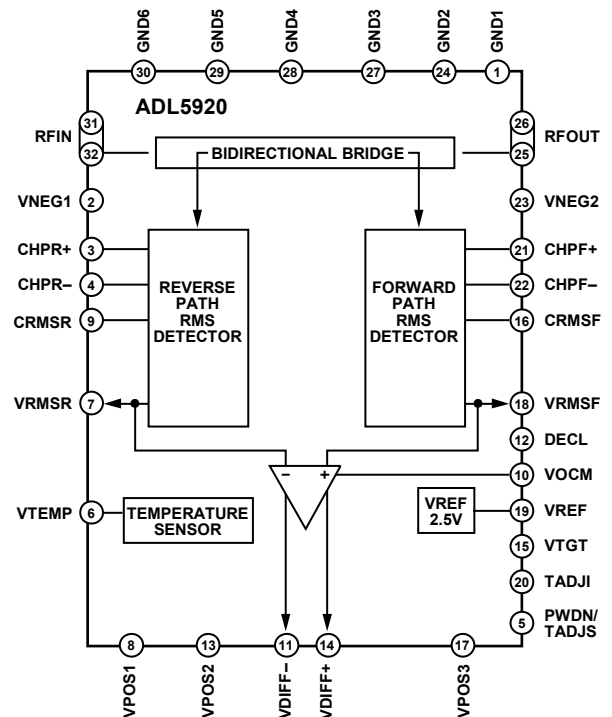 GND6
GND5
GND4
GND3
GND2
GND1
30
29
28
27
24
1
ADL5920
RFIN
31
32
26
25
RFOUT
BIDIRECTIONAL BRIDGE
VNEG1
2
23
VNEG2
CHPR+
3
21
CHPF+
CHPR–
4
22
CHPF–
CRMSR
9
16
CRMSF
REVERSE
PATH
RMS
DETECTOR
FORWARD
PATH
RMS
DETECTOR
VRMSR
7
18
VRMSF
12
DECL
–
+
10
VOCM
VTEMP
6
TEMPERATURE
SENSOR
VREF
2.5V
19
VREF
15
VTGT
20
TADJI
5
PWDN/
TADJS
8
13
11
14
17
VPOS1
VPOS2
VDIFF–
VDIFF+
VPOS3